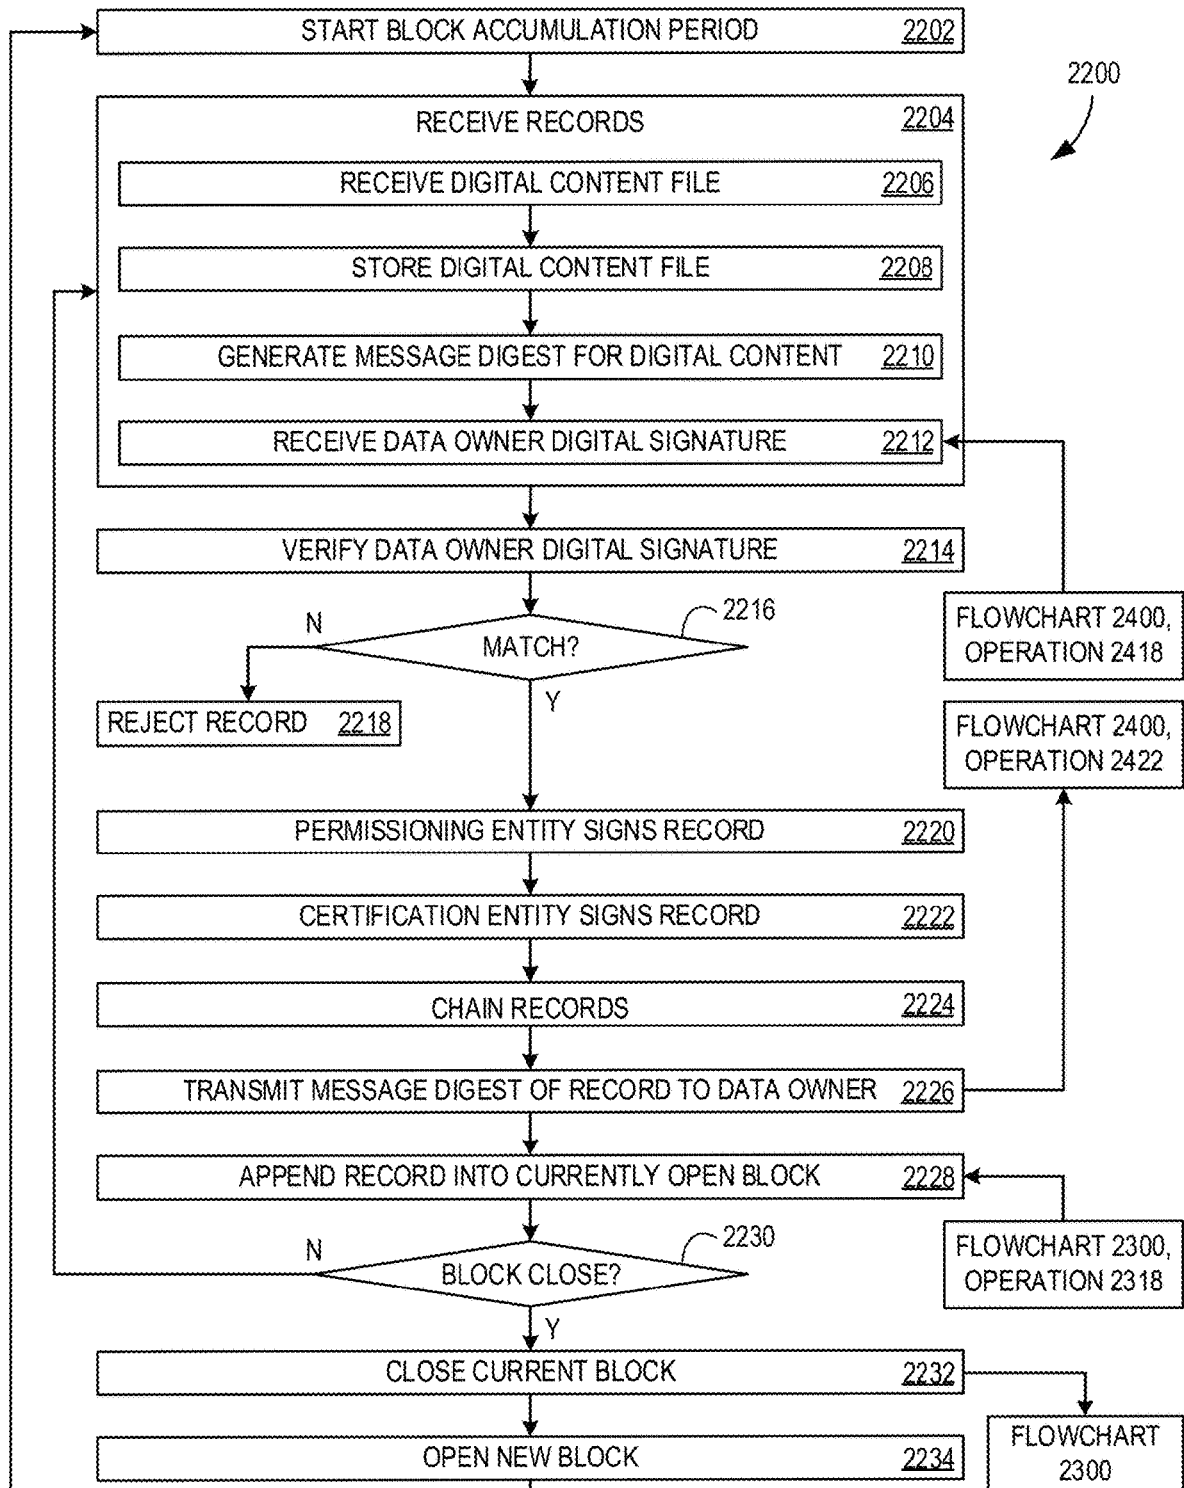 START BLOCK ACCUMULATION PERIOD 2202
2200
RECEIVE RECORDS 2204
RECEIVE DIGITAL CONTENT FILE 2206
STORE DIGITAL CONTENT FILE 2208
GENERATE MESSAGE DIGEST FOR DIGITAL CONTENT 2210
RECEIVE DATA OWNER DIGITAL SIGNATURE 2212
VERIFY DATA OWNER DIGITAL SIGNATURE 2214
N
2216
MATCH?
Y
FLOWCHART 2400,
OPERATION 2418
REJECT RECORD 2218
FLOWCHART 2400,
OPERATION 2422
PERMISSIONING ENTITY SIGNS RECORD 2220
CERTIFICATION ENTITY SIGNS RECORD 2222
CHAIN RECORDS 2224
TRANSMIT MESSAGE DIGEST OF RECORD TO DATA OWNER 2226
APPEND RECORD INTO CURRENTLY OPEN BLOCK 2228
N
2230
BLOCK CLOSE?
Y
FLOWCHART 2300,
OPERATION 2318
CLOSE CURRENT BLOCK 2232
OPEN NEW BLOCK 2234
FLOWCHART
2300